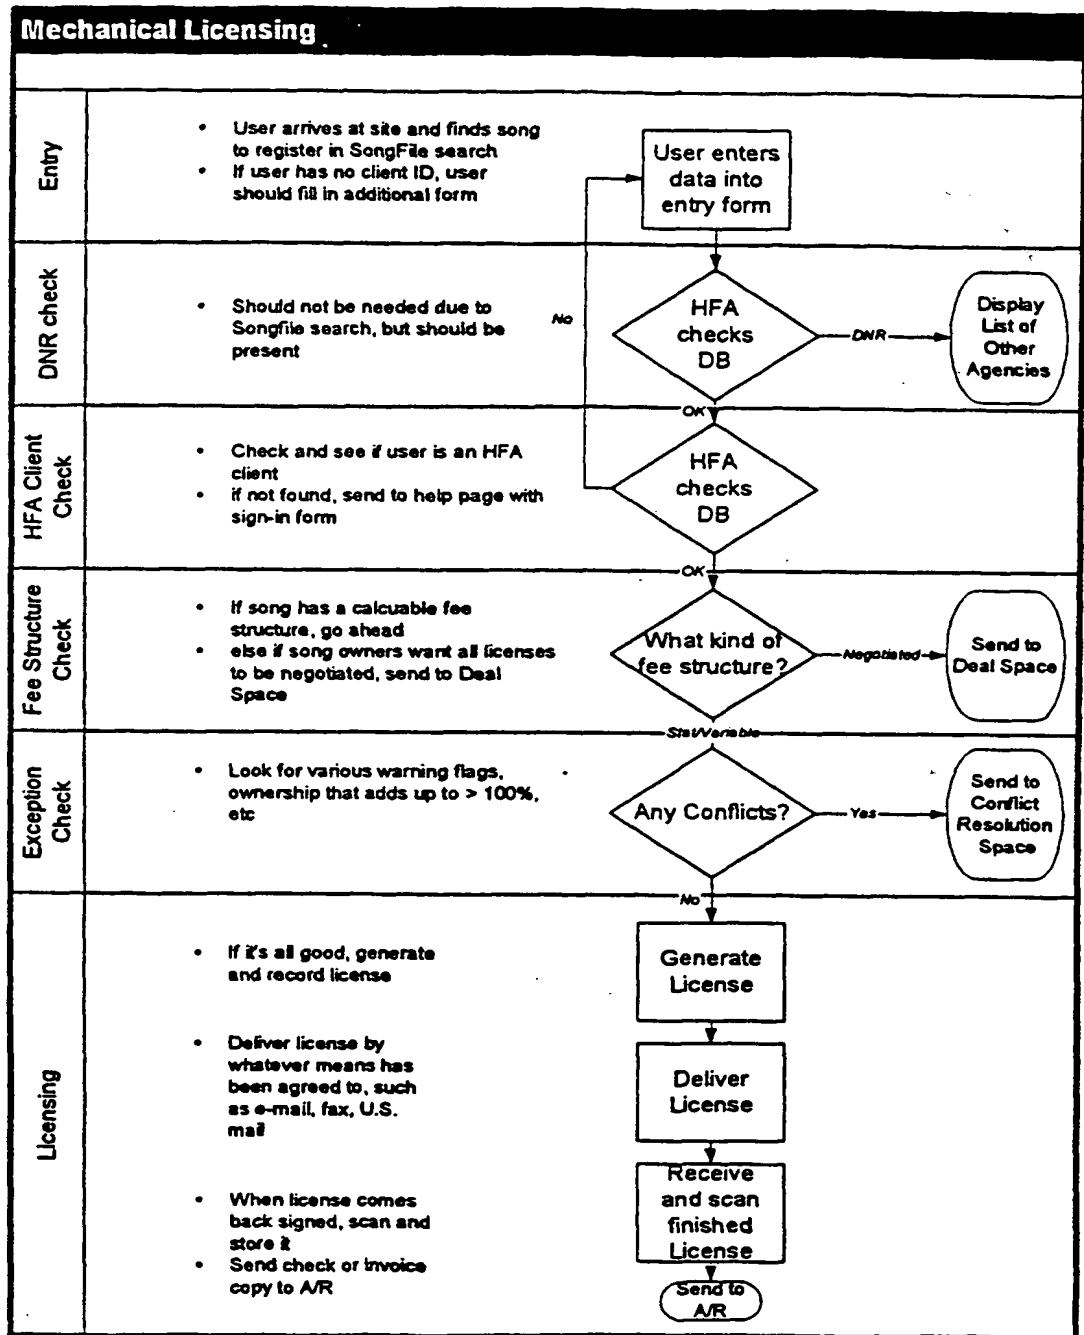 Mechanical Licensing
Entry
• User arrives at site and finds song
to register in SongFile search
• If user has no client ID, user
should fill in additional form
User enters
data into
entry form
DNR check
• Should not be needed due to
Songfile search, but should be
present
No
HFA
checks
DB
DNR
Display
List of
Other
Agencies
OK
HFA Client
Check
• Check and see if user is an HFA
client
• if not found, send to help page with
sign-in form
HFA
checks
DB
OK
Fee Structure
Check
• If song has a calcuable fee
structure, go ahead
• else if song owners want all licenses
to be negotiated, send to Deal
Space
What kind of
fee structure?
Negotiated
Send to
Deal Space
Stat/Variable
Exception
Check
• Look for various warning flags,
ownership that adds up to > 100%,
etc
Any Conflicts?
Yes
Send to
Conflict
Resolution
Space
No
Licensing
• If it's all good, generate
and record license
Generate
License
• Deliver license by
whatever means has
been agreed to, such
as e-mail, fax, U.S.
mail
Deliver
License
• When license comes
back signed, scan and
store it
• Send check or invoice
copy to A/R
Receive
and scan
finished
License
Send to
A/R